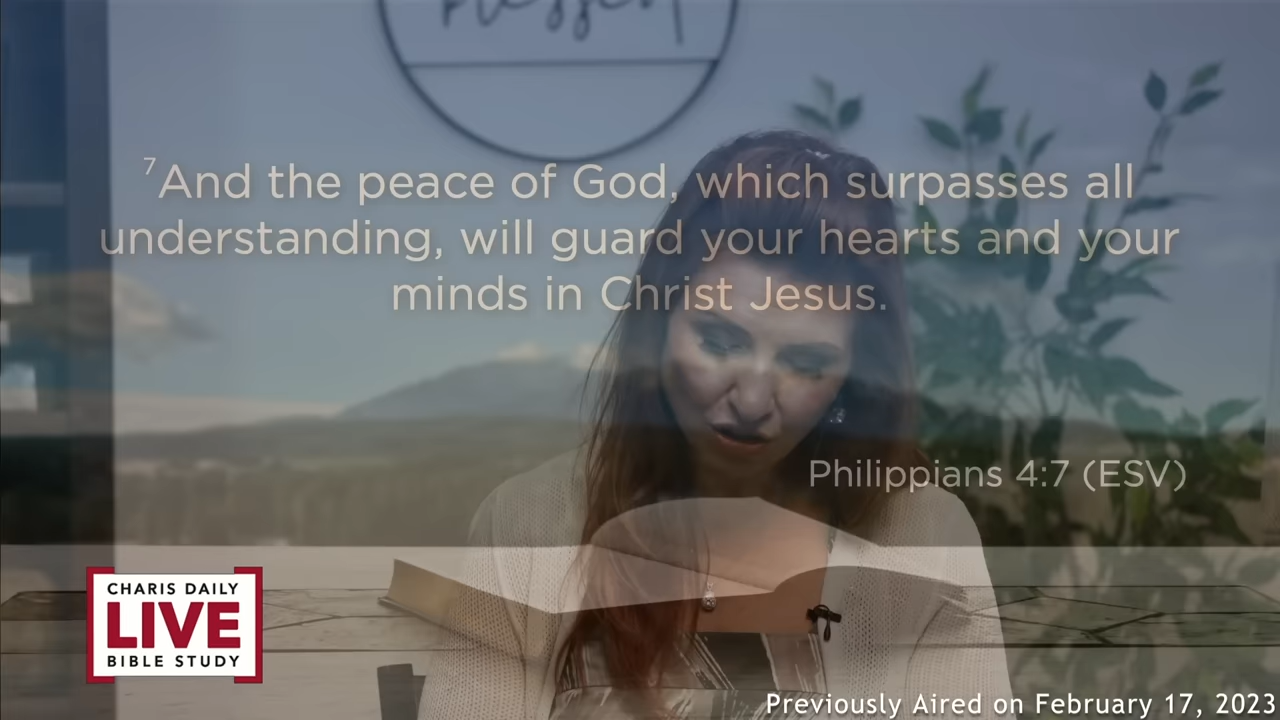 Blessed
⁷And the peace of God, which surpasses all
understanding, will guard your hearts and your
minds in Christ Jesus.
Philippians 4:7 (ESV)
CHARIS DAILY
LIVE
BIBLE STUDY
Previously Aired on February 17, 2023